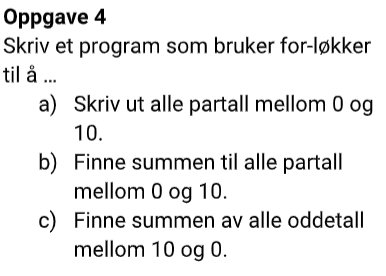 Oppgave 4
Skriv et program som bruker for-løkker
til å ...
a) Skriv ut alle partall mellom 0 og
10.
b) Finne summen til alle partall
mellom 0 og 10.
c) Finne summen av alle oddetall
mellom 10 og 0.